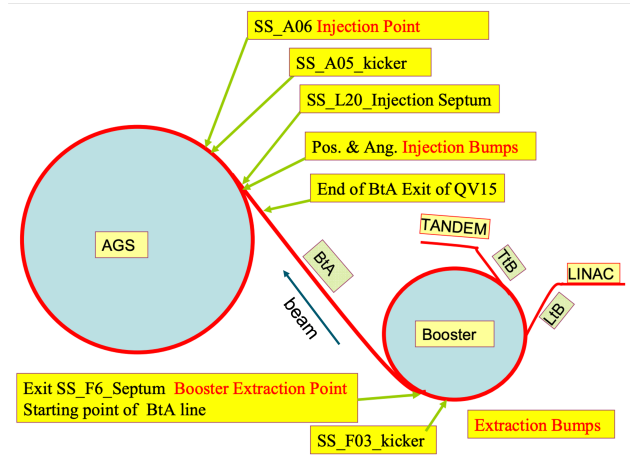 SS_A06 Injection Point
SS_A05_kicker
SS_L20_Injection Septum
Pos. & Ang. Injection Bumps
End of BtA Exit of QV15
TANDEM
AGS
TtB
LINAC
BtA
LtB
beam
Booster
Exit SS_F6_Septum Booster Extraction Point
Starting point of BtA line
Extraction Bumps
SS_F03_kicker